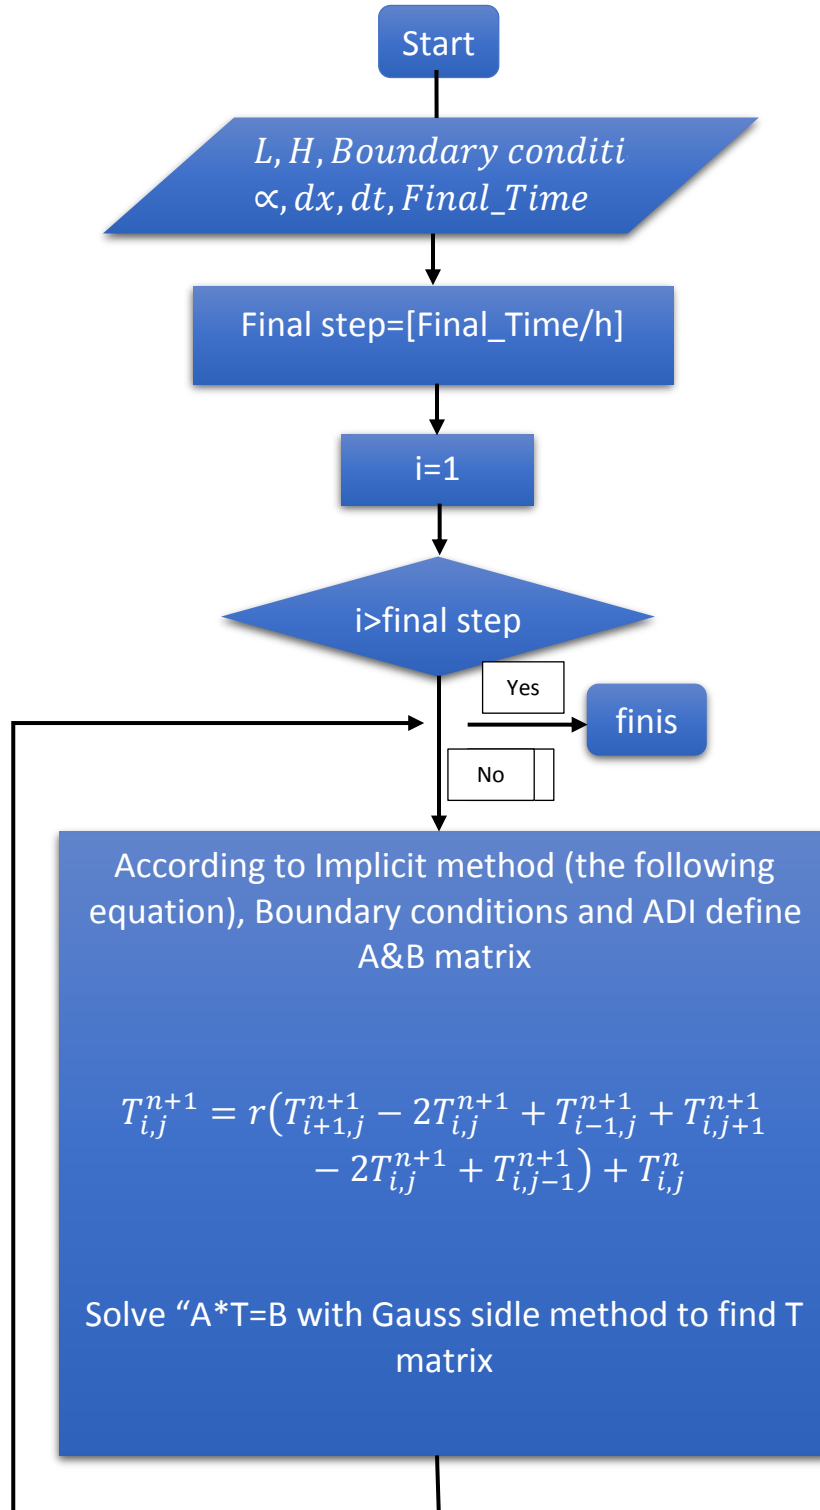 Start
L, H, Boundary conditi
∝, dx, dt, Final_Time
Final step=[Final_Time/h]
i=1
i>final step
Yes
finis
No
According to Implicit method (the following
equation), Boundary conditions and ADI define
A&B matrix
T_{i,j}^{n+1} = r(T_{i+1,j}^{n+1} − 2T_{i,j}^{n+1} + T_{i−1,j}^{n+1} + T_{i,j+1}^{n+1}
− 2T_{i,j}^{n+1} + T_{i,j−1}^{n+1}) + T_{i,j}^{n}
Solve “A*T=B with Gauss sidle method to find T
matrix